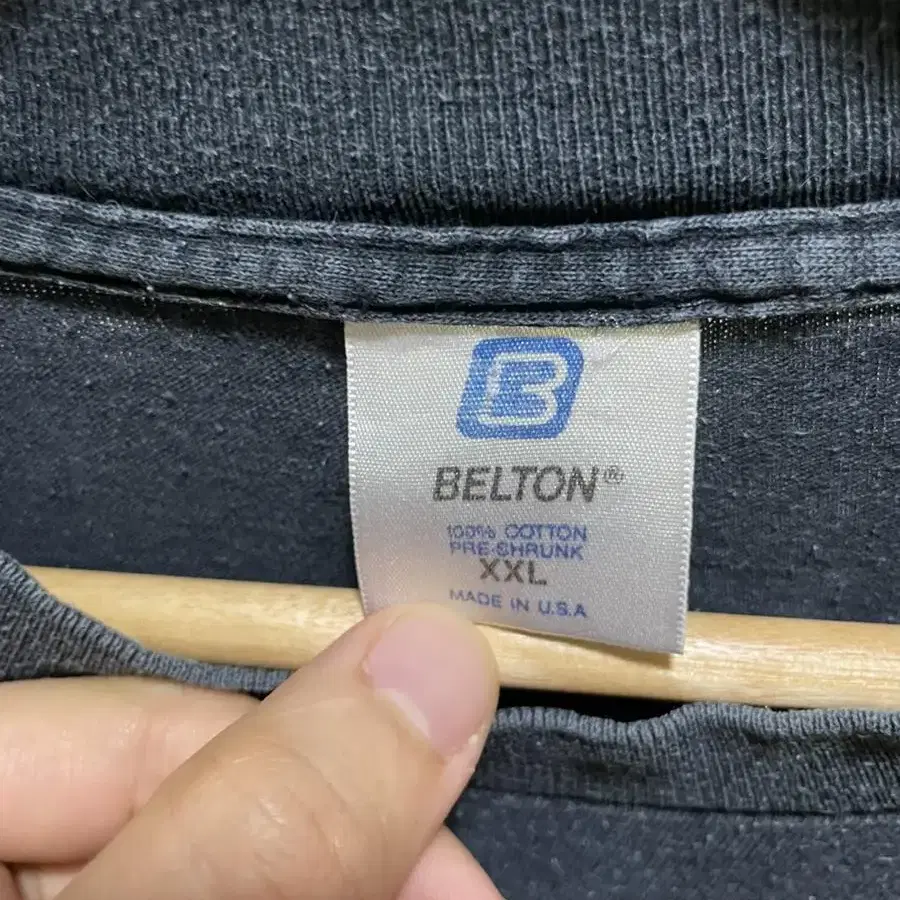 B
BELTON®
100% COTTON
PRE-SHRUNK
XXL
MADE IN U.S.A